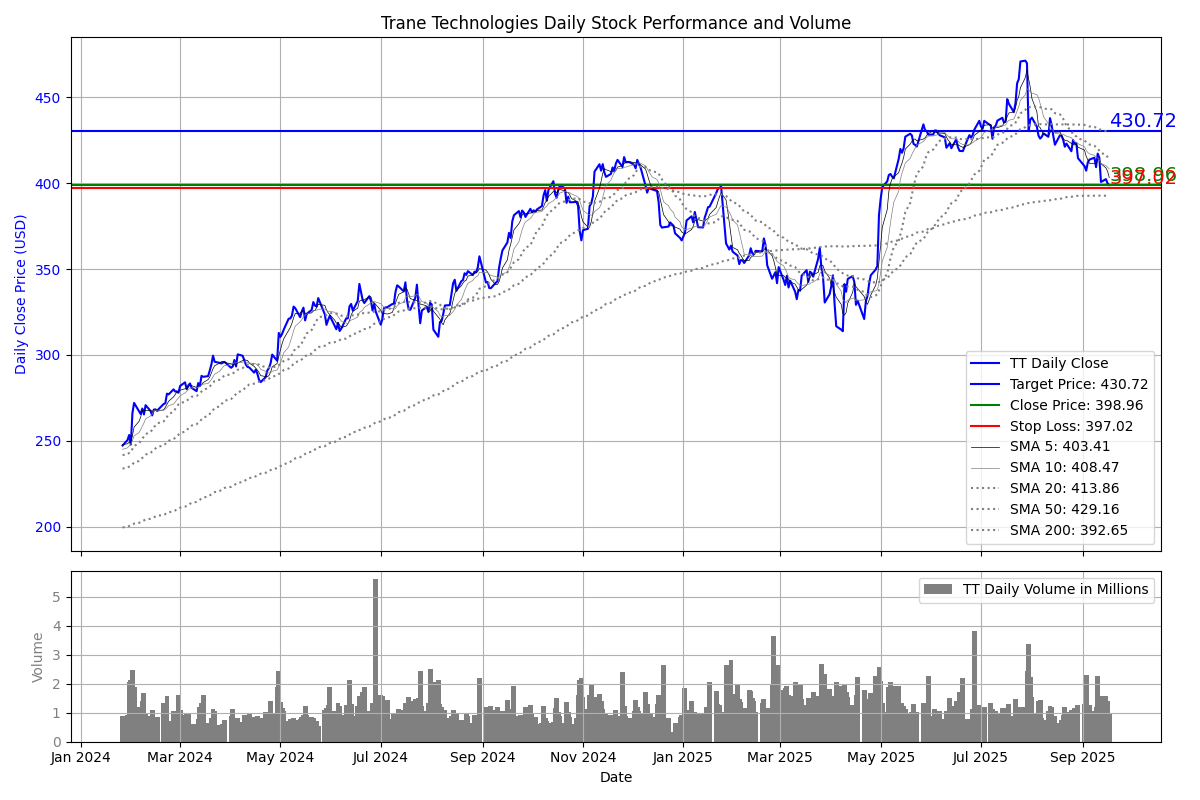 Trane Technologies Daily Stock Performance and Volume
Daily Close Price (USD)
450
400
350
300
250
200
430.72
398.96
397.02
TT Daily Close
Target Price: 430.72
Close Price: 398.96
Stop Loss: 397.02
SMA 5: 403.41
SMA 10: 408.47
SMA 20: 413.86
SMA 50: 429.16
SMA 200: 392.65
Volume
5
4
3
2
1
0
TT Daily Volume in Millions
Jan 2024 Mar 2024 May 2024 Jul 2024 Sep 2024 Nov 2024 Jan 2025 Mar 2025 May 2025 Jul 2025 Sep 2025
Date